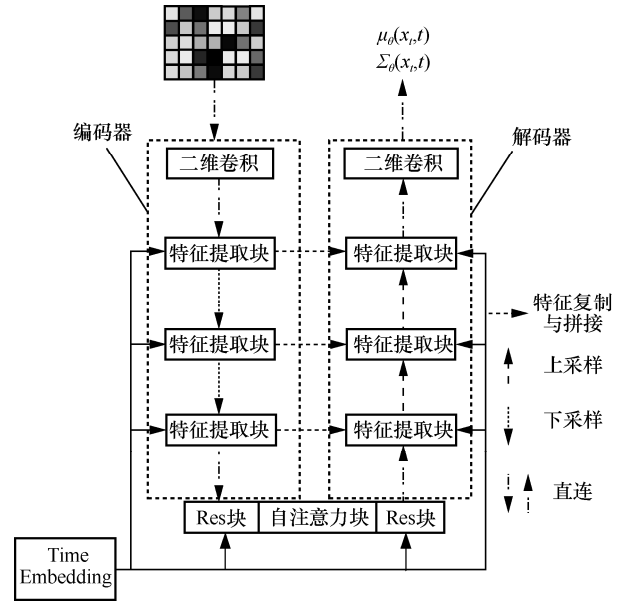 μθ(xt,t)
Σθ(xt,t)
编码器
解码器
二维卷积
二维卷积
特征提取块
特征提取块
特征提取块
特征提取块
特征提取块
特征提取块
Res块
自注意力块
Res块
Time
Embedding
特征复制
与拼接
上采样
下采样
直连